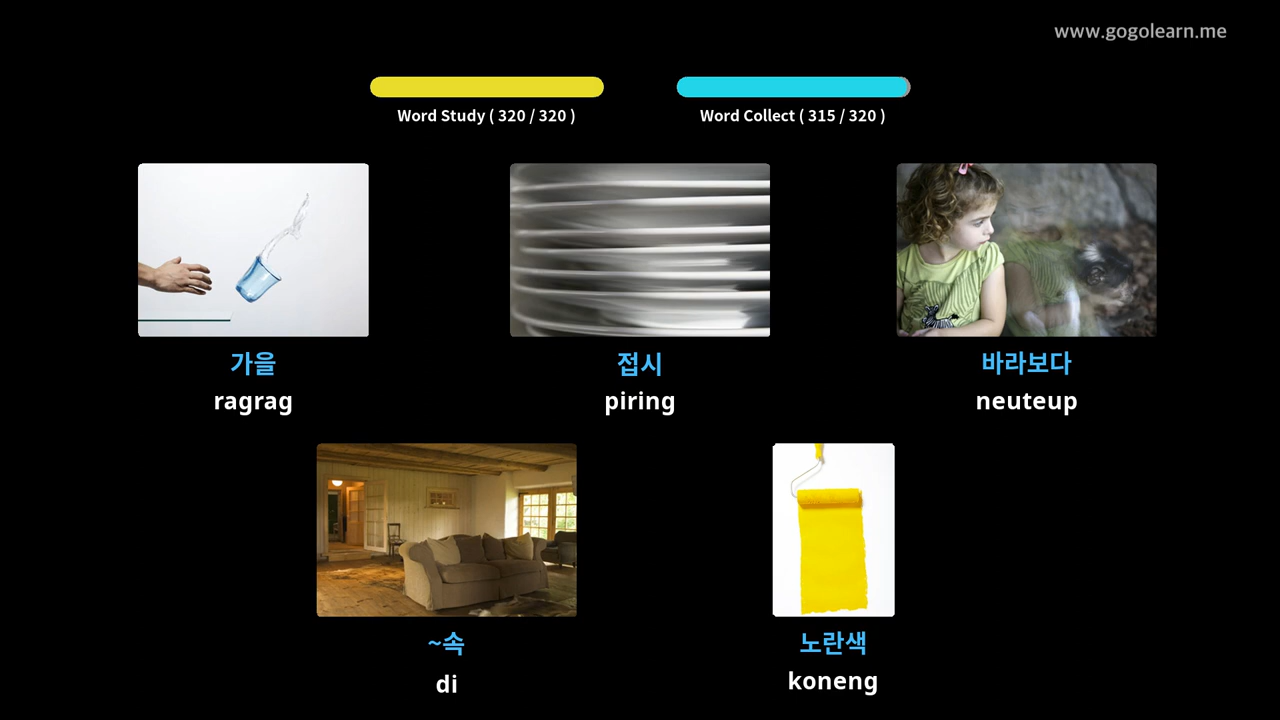 www.gogolearn.me
Word Study ( 320 / 320 )
Word Collect ( 315 / 320 )
가을
ragrag
접시
piring
바라보다
neuteup
~속
di
노란색
koneng